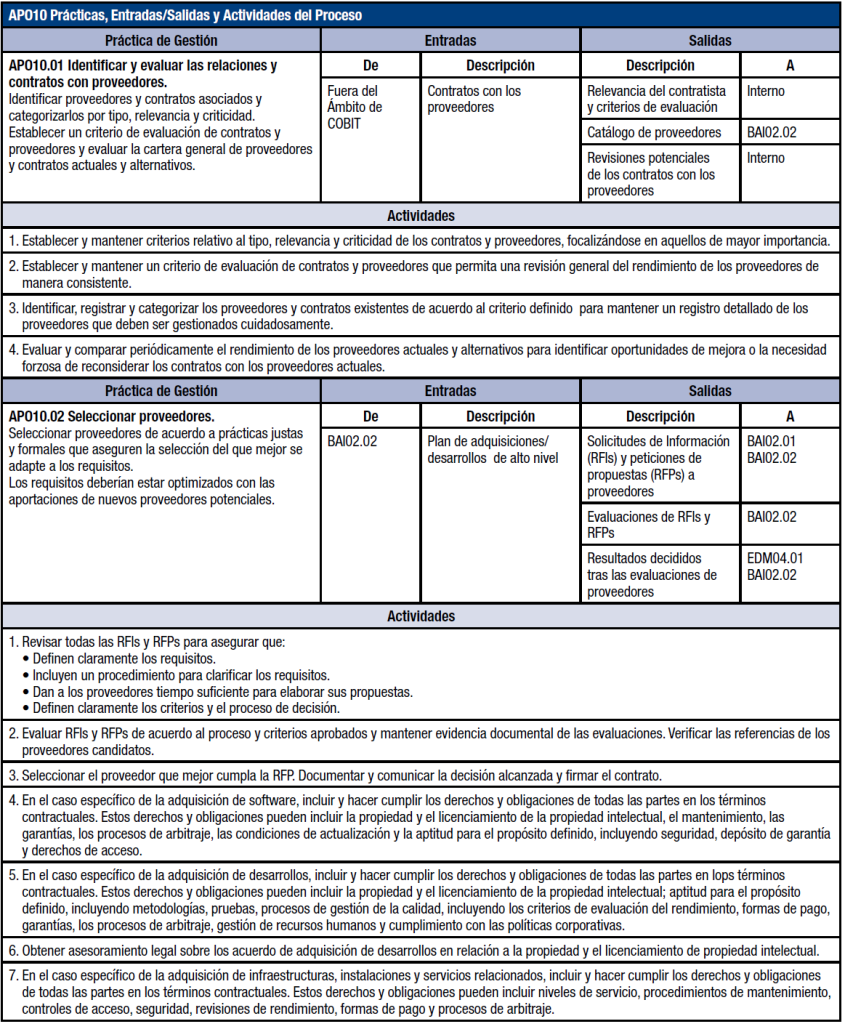 APO10 Prácticas, Entradas/Salidas y Actividades del Proceso
Práctica de Gestión
Entradas
Salidas
APO10.01 Identificar y evaluar las relaciones y
contratos con proveedores.
Identificar proveedores y contratos asociados y
categorizarlos por tipo, relevancia y criticidad.
Establecer un criterio de evaluación de contratos y
proveedores y evaluar la cartera general de proveedores
y contratos actuales y alternativos.
De
Descripción
Descripción
A
Fuera del
Ámbito de
COBIT
Contratos con los
proveedores
Relevancia del contratista
y criterios de evaluación
Interno
Catálogo de proveedores
BAI02.02
Revisiones potenciales
de los contratos con los
proveedores
Interno
Actividades
1. Establecer y mantener criterios relativo al tipo, relevancia y criticidad de los contratos y proveedores, focalizándose en aquellos de mayor importancia.
2. Establecer y mantener un criterio de evaluación de contratos y proveedores que permita una revisión general del rendimiento de los proveedores de
manera consistente.
3. Identificar, registrar y categorizar los proveedores y contratos existentes de acuerdo al criterio definido para mantener un registro detallado de los
proveedores que deben ser gestionados cuidadosamente.
4. Evaluar y comparar periódicamente el rendimiento de los proveedores actuales y alternativos para identificar oportunidades de mejora o la necesidad
forzosa de reconsiderar los contratos con los proveedores actuales.
Práctica de Gestión
Entradas
Salidas
APO10.02 Seleccionar proveedores.
Seleccionar proveedores de acuerdo a prácticas justas
y formales que aseguren la selección del que mejor se
adapte a los requisitos.
Los requisitos deberían estar optimizados con las
aportaciones de nuevos proveedores potenciales.
De
Descripción
Descripción
A
BAI02.02
Plan de adquisiciones/
desarrollos de alto nivel
Solicitudes de Información
(RFIs) y peticiones de
propuestas (RFPs) a
proveedores
BAI02.01
BAI02.02
Evaluaciones de RFIs y
RFPs
BAI02.02
Resultados decididos
tras las evaluaciones de
proveedores
EDM04.01
BAI02.02
Actividades
1. Revisar todas las RFIs y RFPs para asegurar que:
• Definen claramente los requisitos.
• Incluyen un procedimiento para clarificar los requisitos.
• Dan a los proveedores tiempo suficiente para elaborar sus propuestas.
• Definen claramente los criterios y el proceso de decisión.
2. Evaluar RFIs y RFPs de acuerdo al proceso y criterios aprobados y mantener evidencia documental de las evaluaciones. Verificar las referencias de los
proveedores candidatos.
3. Seleccionar el proveedor que mejor cumpla la RFP. Documentar y comunicar la decisión alcanzada y firmar el contrato.
4. En el caso específico de la adquisición de software, incluir y hacer cumplir los derechos y obligaciones de todas las partes en los términos
contractuales. Estos derechos y obligaciones pueden incluir la propiedad y el licenciamiento de la propiedad intelectual, el mantenimiento, las
garantías, los procesos de arbitraje, las condiciones de actualización y la aptitud para el propósito definido, incluyendo seguridad, depósito de garantía
y derechos de acceso.
5. En el caso específico de la adquisición de desarrollos, incluir y hacer cumplir los derechos y obligaciones de todas las partes en lops términos
contractuales. Estos derechos y obligaciones pueden incluir la propiedad y el licenciamiento de la propiedad intelectual; aptitud para el propósito
definido, incluyendo metodologías, pruebas, procesos de gestión de la calidad, incluyendo los criterios de evaluación del rendimiento, formas de pago,
garantías, los procesos de arbitraje, gestión de recursos humanos y cumplimiento con las políticas corporativas.
6. Obtener asesoramiento legal sobre los acuerdo de adquisición de desarrollos en relación a la propiedad y el licenciamiento de propiedad intelectual.
7. En el caso específico de la adquisición de infraestructuras, instalaciones y servicios relacionados, incluir y hacer cumplir los derechos y obligaciones
de todas las partes en los términos contractuales. Estos derechos y obligaciones pueden incluir niveles de servicio, procedimientos de mantenimiento,
controles de acceso, seguridad, revisiones de rendimiento, formas de pago y procesos de arbitraje.